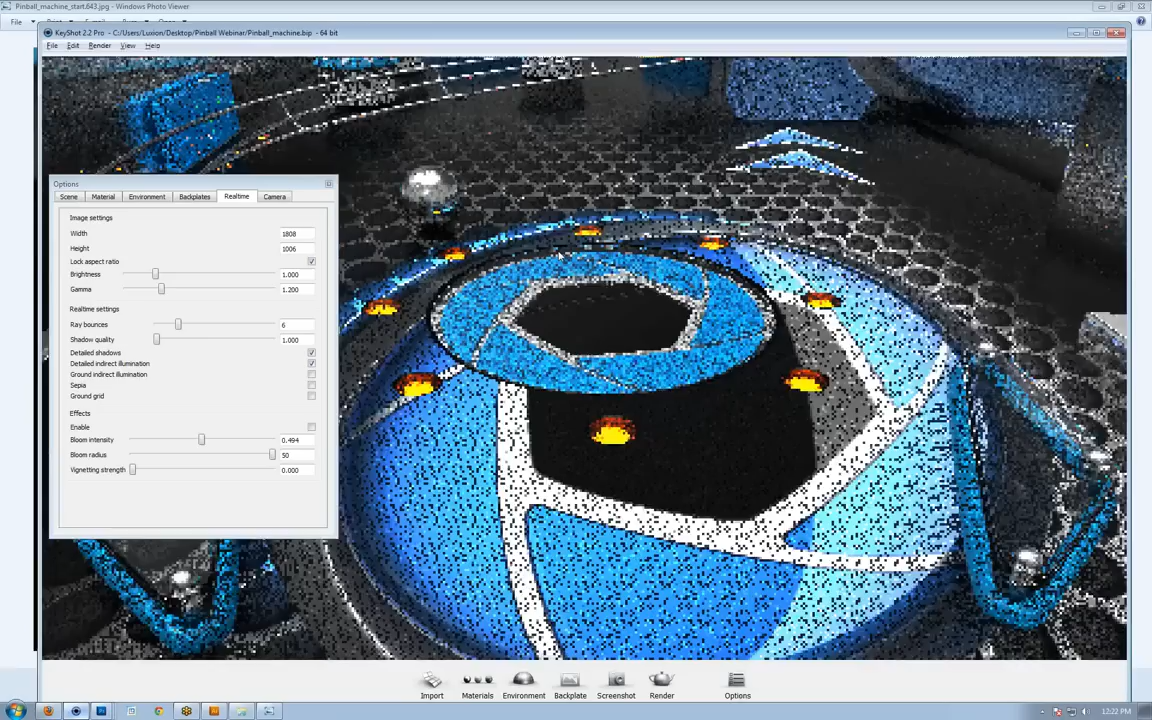 Pinball_machine_start.643.jpg - Windows Photo Viewer
File
KeyShot 2.2 Pro - C:/Users/Luxion/Desktop/Pinball Webinar/Pinball_machine.bip - 64 bit
File Edit Render View Help
Options
Scene Material Environment Backplates Realtime Camera
Image settings
Width 1808
Height 1006
Lock aspect ratio
Brightness 1.000
Gamma 1.200
Realtime settings
Ray bounces 6
Shadow quality 1.000
Detailed shadows
Detailed indirect illumination
Ground indirect illumination
Sepia
Ground grid
Effects
Enable
Bloom intensity 0.494
Bloom radius 50
Vignetting strength 0.000
Import Materials Environment Backplate Screenshot Render Options
12:22 PM